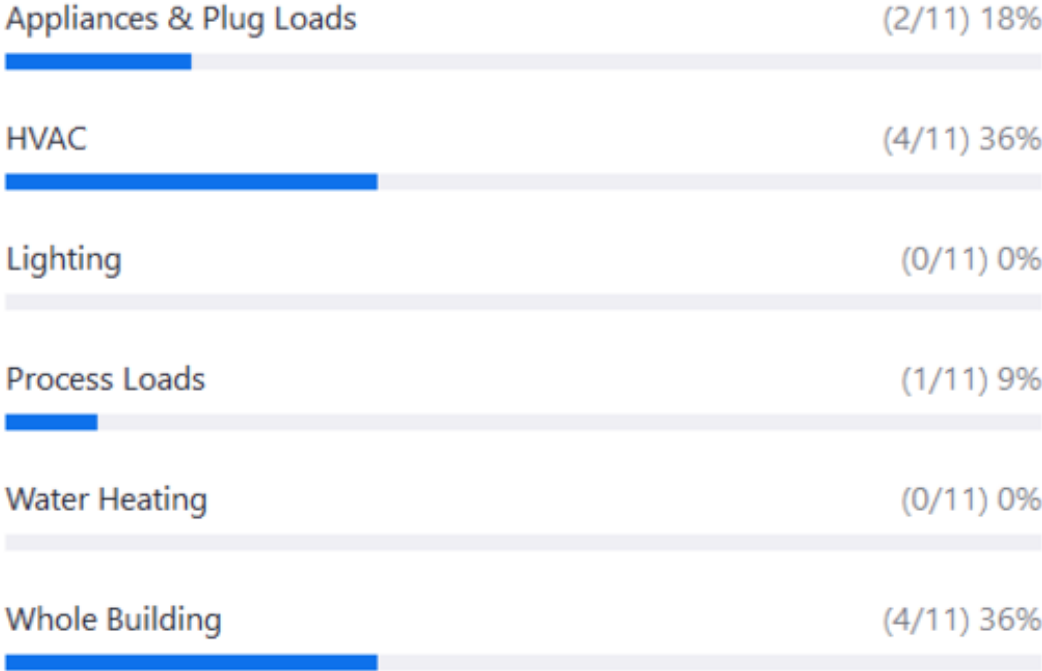 Appliances & Plug Loads (2/11) 18%
HVAC (4/11) 36%
Lighting (0/11) 0%
Process Loads (1/11) 9%
Water Heating (0/11) 0%
Whole Building (4/11) 36%